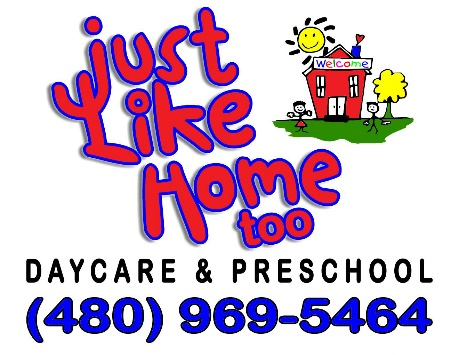 just
Like
Welcome
Home
too
DAYCARE & PRESCHOOL
(480) 969-5464